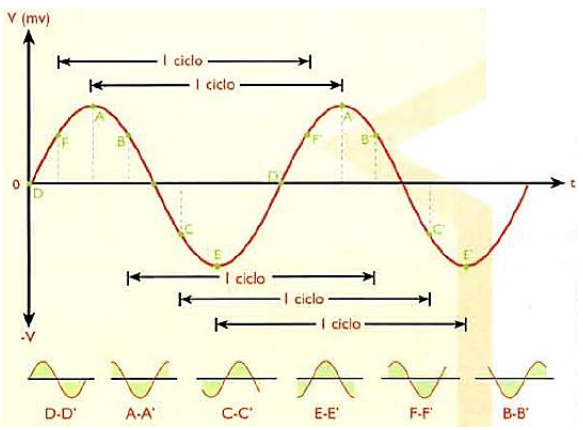 V (mv)
1 ciclo
1 ciclo
A
A
F
B
F'
B'
D
0
D
t
C
C'
E
E'
1 ciclo
1 ciclo
1 ciclo
-V
D-D' A-A' C-C' E-E' F-F' B-B'